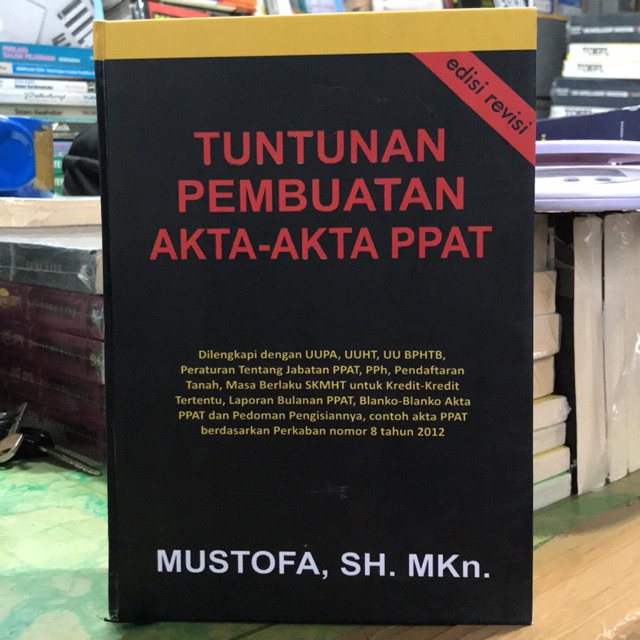 edisi revisi
TUNTUNAN
PEMBUATAN
AKTA-AKTA PPAT
Dilengkapi dengan UUPA, UUHT, UU BPHTB,
Peraturan Tentang Jabatan PPAT, PPh, Pendaftaran
Tanah, Masa Berlaku SKMHT untuk Kredit-Kredit
Tertentu, Laporan Bulanan PPAT, Blanko-Blanko Akta
PPAT dan Pedoman Pengisiannya, contoh akta PPAT
berdasarkan Perkaban nomor 8 tahun 2012
MUSTOFA, SH. MKn.